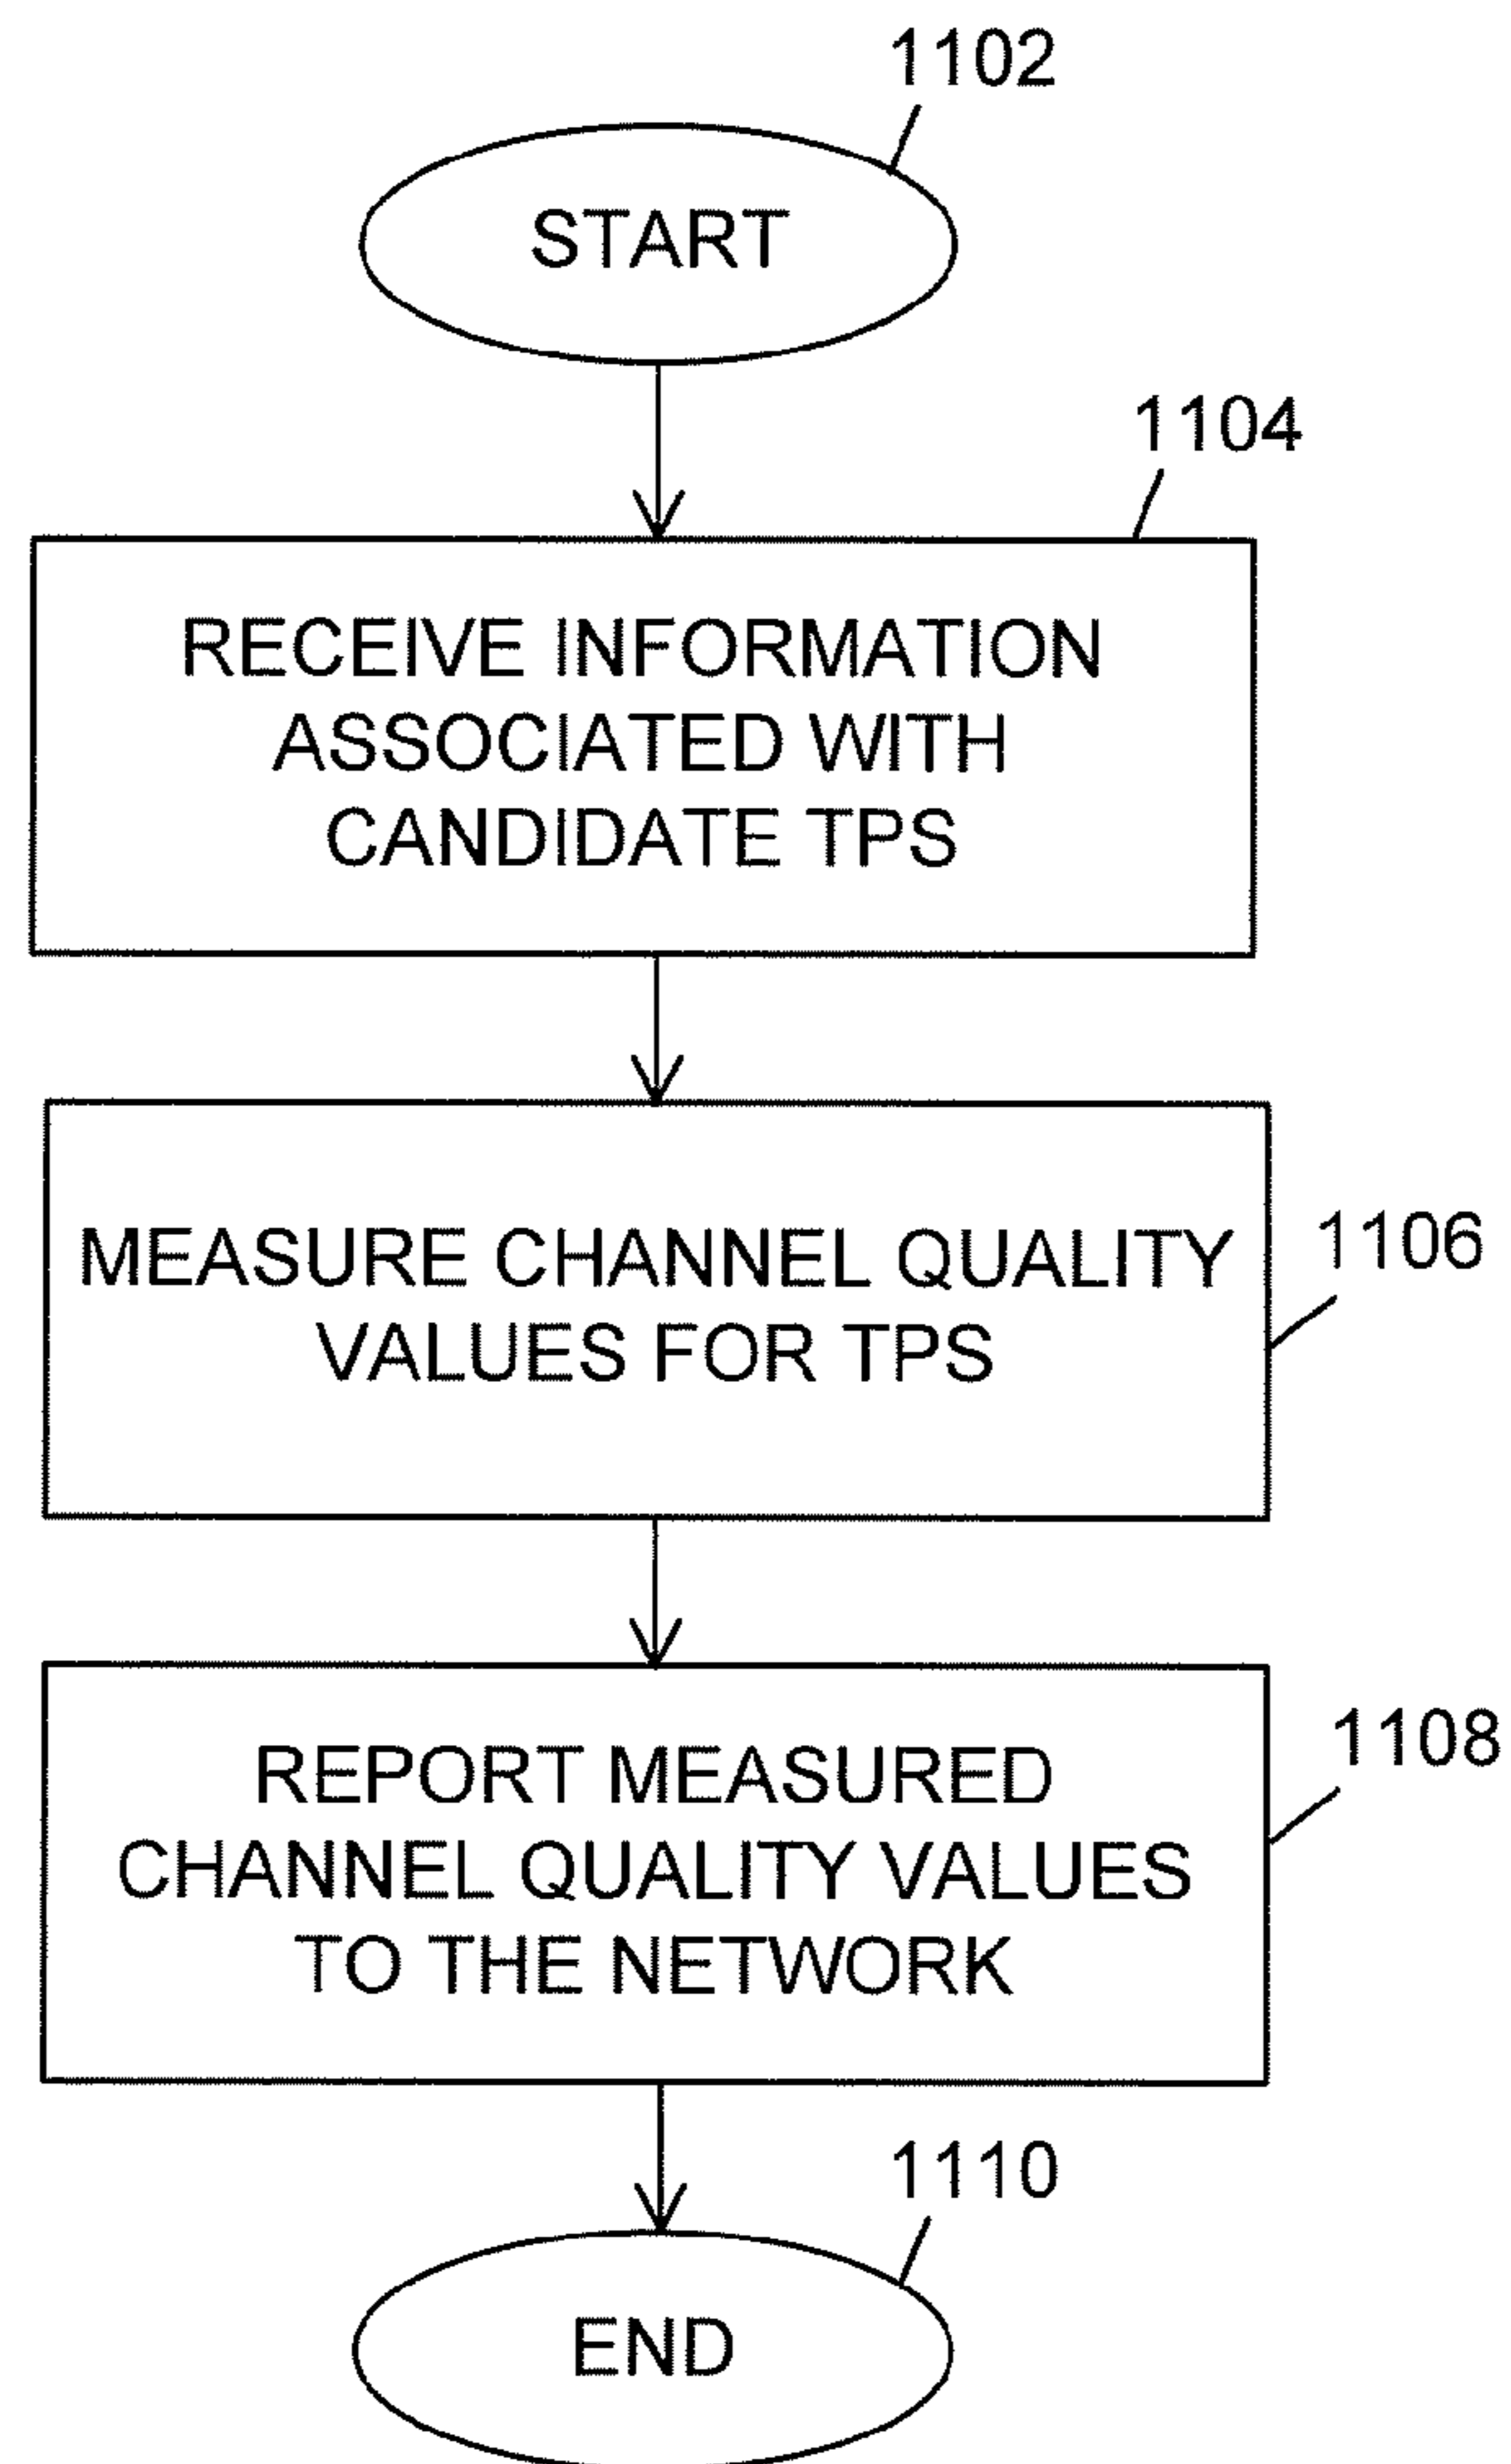 1102
START
1104
RECEIVE INFORMATION
ASSOCIATED WITH
CANDIDATE TPS
MEASURE CHANNEL QUALITY
VALUES FOR TPS
1106
REPORT MEASURED
CHANNEL QUALITY VALUES
TO THE NETWORK
1108
1110
END